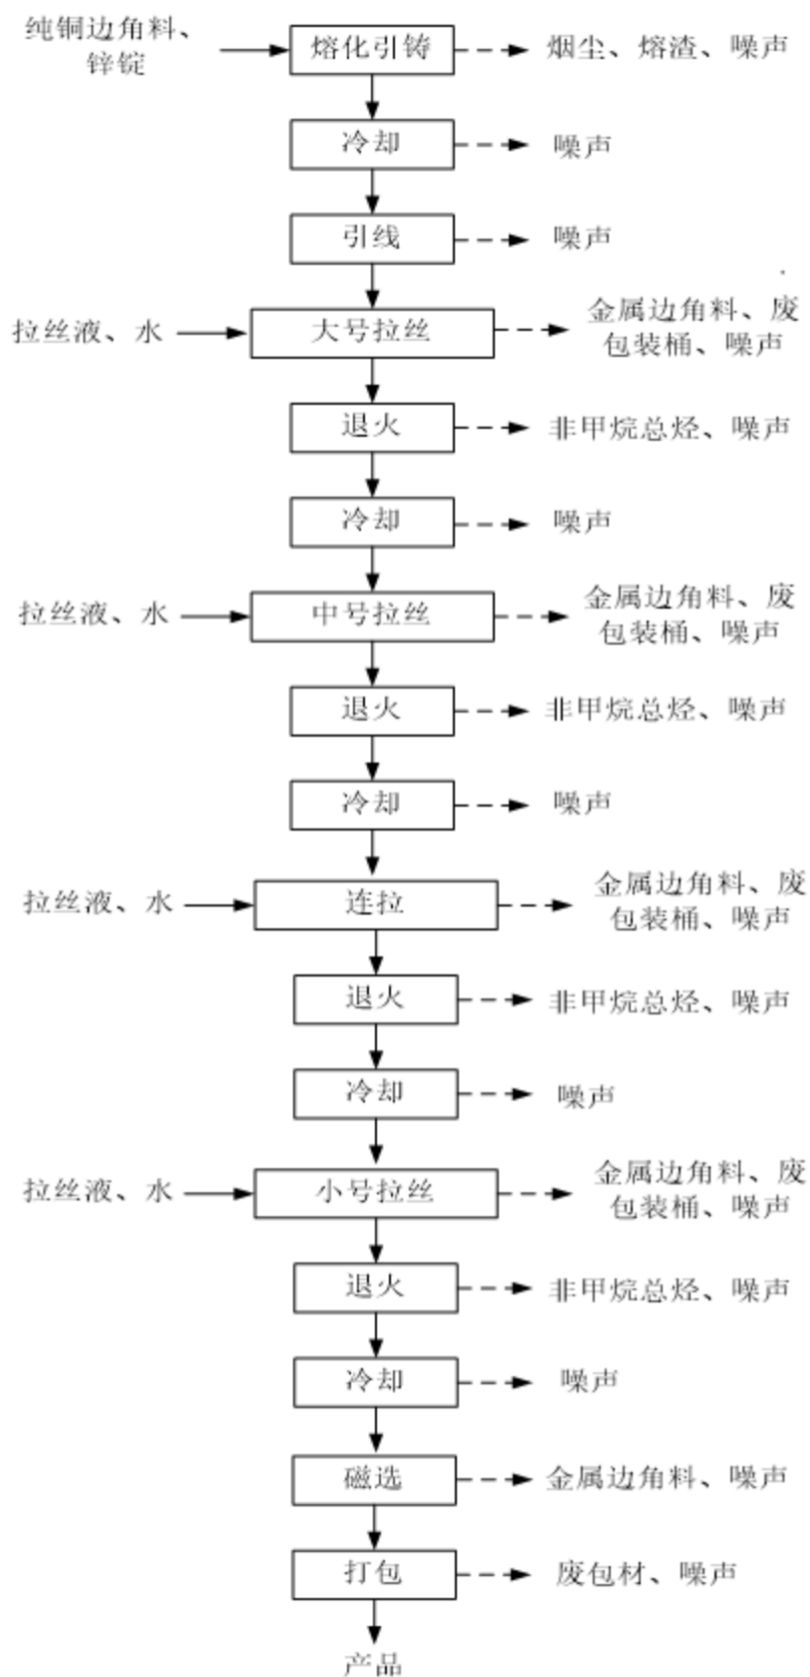 纯铜边角料、
锌锭
熔化引铸
烟尘、熔渣、噪声
冷却
噪声
引线
噪声
拉丝液、水
大号拉丝
金属边角料、废
包装桶、噪声
退火
非甲烷总烃、噪声
冷却
噪声
拉丝液、水
中号拉丝
金属边角料、废
包装桶、噪声
退火
非甲烷总烃、噪声
冷却
噪声
拉丝液、水
连拉
金属边角料、废
包装桶、噪声
退火
非甲烷总烃、噪声
冷却
噪声
拉丝液、水
小号拉丝
金属边角料、废
包装桶、噪声
退火
非甲烷总烃、噪声
冷却
噪声
磁选
金属边角料、噪声
打包
废包材、噪声
产品